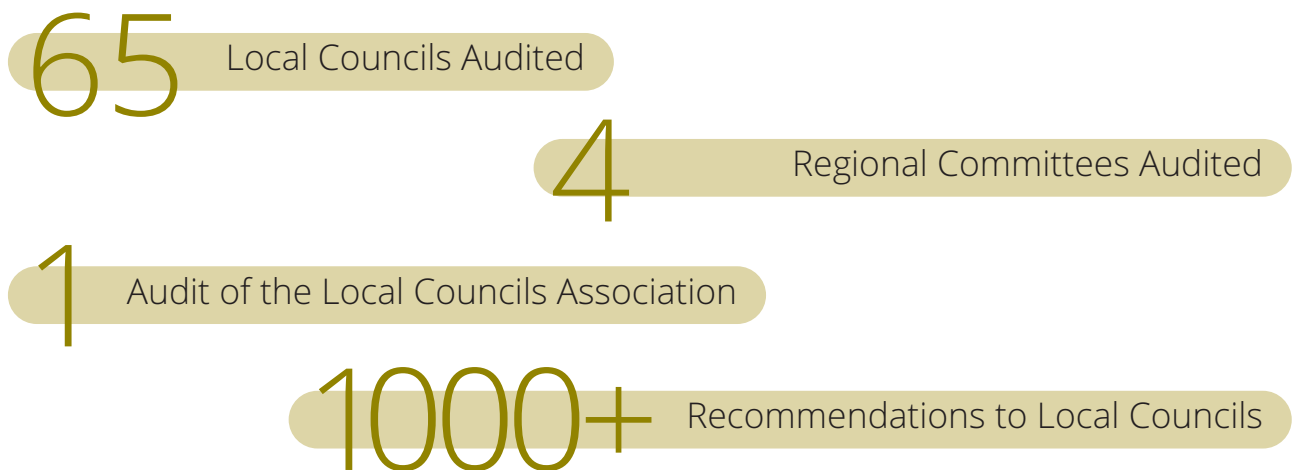 65 Local Councils Audited
4 Regional Committees Audited
1 Audit of the Local Councils Association
1000+ Recommendations to Local Councils